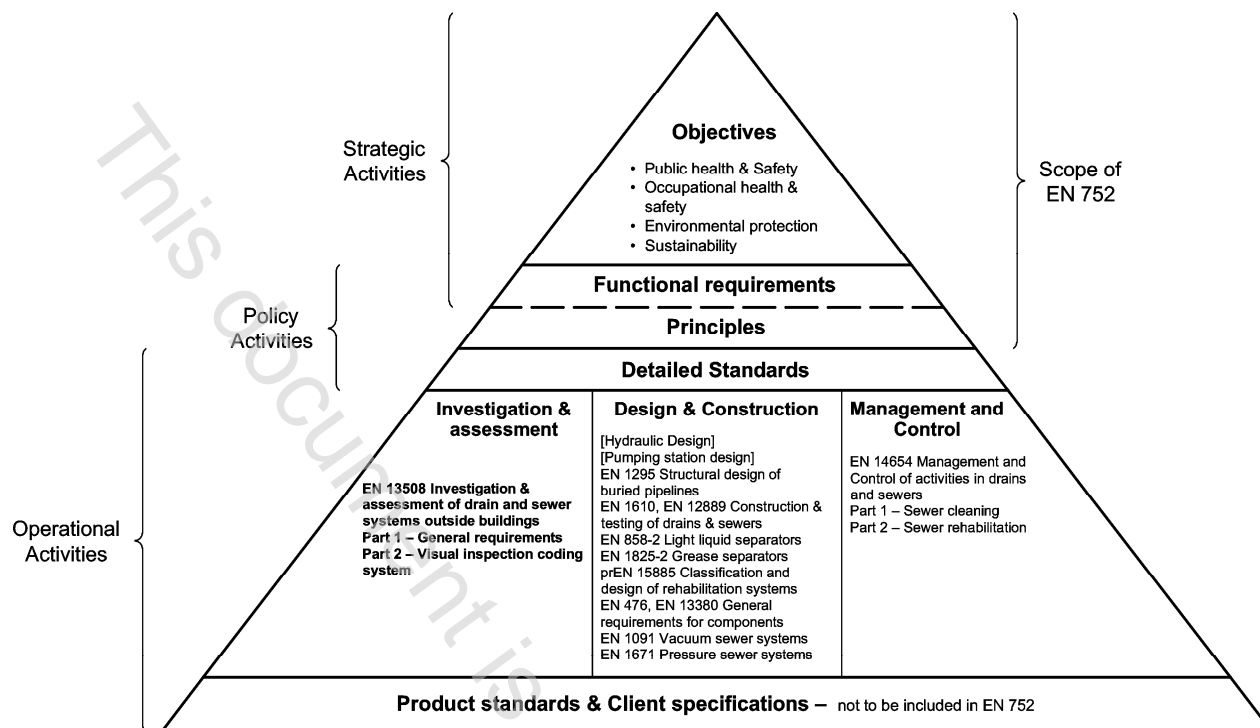 Objectives
• Public health & Safety
• Occupational health &
safety
• Environmental protection
• Sustainability
Strategic
Activities
Scope of
EN 752
Functional requirements
Policy
Activities
Principles
Detailed Standards
Investigation &
assessment
EN 13508 Investigation &
assessment of drain and sewer
systems outside buildings
Part 1 – General requirements
Part 2 – Visual inspection coding
system
Design & Construction
[Hydraulic Design]
[Pumping station design]
EN 1295 Structural design of
buried pipelines
EN 1610, EN 12889 Construction &
testing of drains & sewers
EN 858-2 Light liquid separators
EN 1825-2 Grease separators
prEN 15885 Classification and
design of rehabilitation systems
EN 476, EN 13380 General
requirements for components
EN 1091 Vacuum sewer systems
EN 1671 Pressure sewer systems
Management and
Control
EN 14654 Management and
Control of activities in drains
and sewers
Part 1 – Sewer cleaning
Part 2 – Sewer rehabilitation
Operational
Activities
Product standards & Client specifications – not to be included in EN 752
This document is